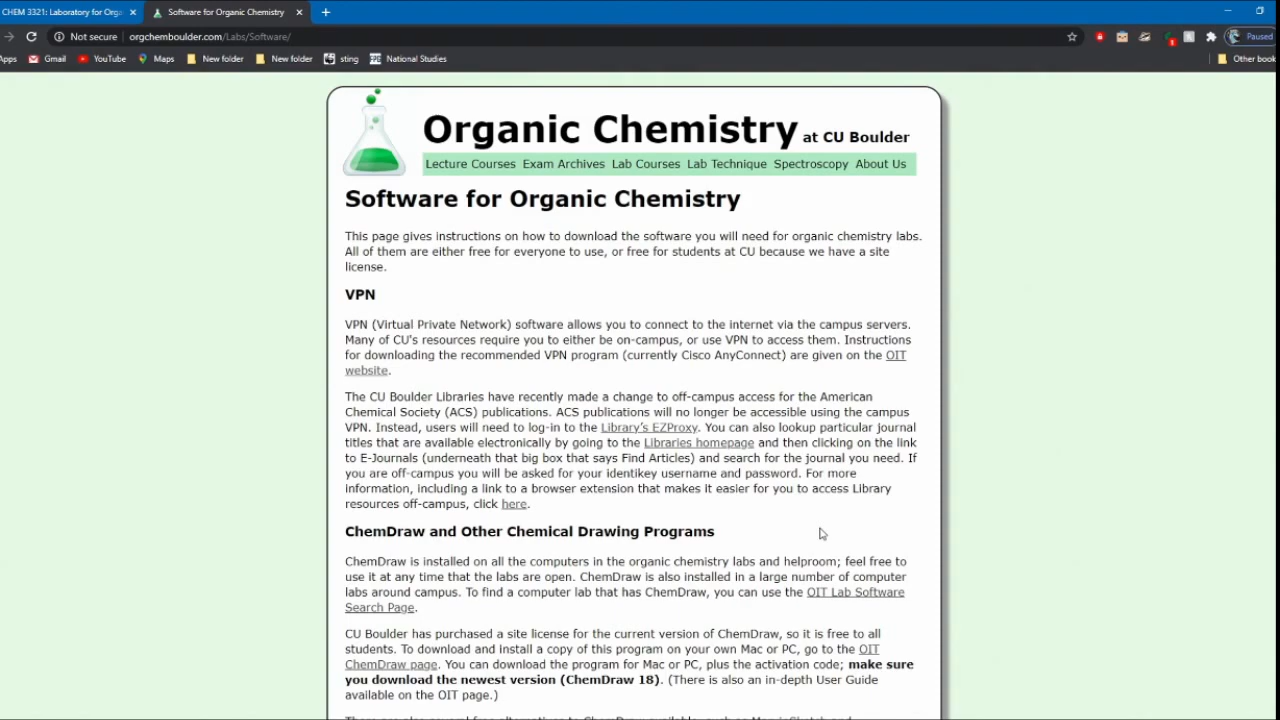 CHEM 3321: Laboratory for Orga
Software for Organic Chemistry
Not secure
orgchemboulder.com/Labs/Software/
Paused
Apps
Gmail
YouTube
Maps
New folder
New folder
sting
National Studies
Other book
Organic Chemistry at CU Boulder
Lecture Courses Exam Archives Lab Courses Lab Technique Spectroscopy About Us
Software for Organic Chemistry
This page gives instructions on how to download the software you will need for organic chemistry labs.
All of them are either free for everyone to use, or free for students at CU because we have a site
license.
VPN
VPN (Virtual Private Network) software allows you to connect to the internet via the campus servers.
Many of CU's resources require you to either be on-campus, or use VPN to access them. Instructions
for downloading the recommended VPN program (currently Cisco AnyConnect) are given on the OIT
website.
The CU Boulder Libraries have recently made a change to off-campus access for the American
Chemical Society (ACS) publications. ACS publications will no longer be accessible using the campus
VPN. Instead, users will need to log-in to the Library's EZProxy. You can also lookup particular journal
titles that are available electronically by going to the Libraries homepage and then clicking on the link
to E-Journals (underneath that big box that says Find Articles) and search for the journal you need. If
you are off-campus you will be asked for your identikey username and password. For more
information, including a link to a browser extension that makes it easier for you to access Library
resources off-campus, click here.
ChemDraw and Other Chemical Drawing Programs
ChemDraw is installed on all the computers in the organic chemistry labs and helproom; feel free to
use it at any time that the labs are open. ChemDraw is also installed in a large number of computer
labs around campus. To find a computer lab that has ChemDraw, you can use the OIT Lab Software
Search Page.
CU Boulder has purchased a site license for the current version of ChemDraw, so it is free to all
students. To download and install a copy of this program on your own Mac or PC, go to the OIT
ChemDraw page. You can download the program for Mac or PC, plus the activation code; make sure
you download the newest version (ChemDraw 18). (There is also an in-depth User Guide
available on the OIT page.)
There are also several free alternatives to ChemDraw available, such as MarvinSketch and